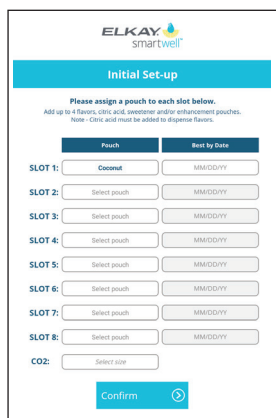 ELKAY
smartwell
Initial Set-up
Please assign a pouch to each slot below.
Add up to 4 flavors, citric acid, sweetener and/or enhancement pouches.
Note - Citric acid must be added to dispense flavors.
Pouch Best by Date
SLOT 1: Coconut MM/DD/YY
SLOT 2: Select pouch MM/DD/YY
SLOT 3: Select pouch MM/DD/YY
SLOT 4: Select pouch MM/DD/YY
SLOT 5: Select pouch MM/DD/YY
SLOT 6: Select pouch MM/DD/YY
SLOT 7: Select pouch MM/DD/YY
SLOT 8: Select pouch MM/DD/YY
CO2: Select size
Confirm